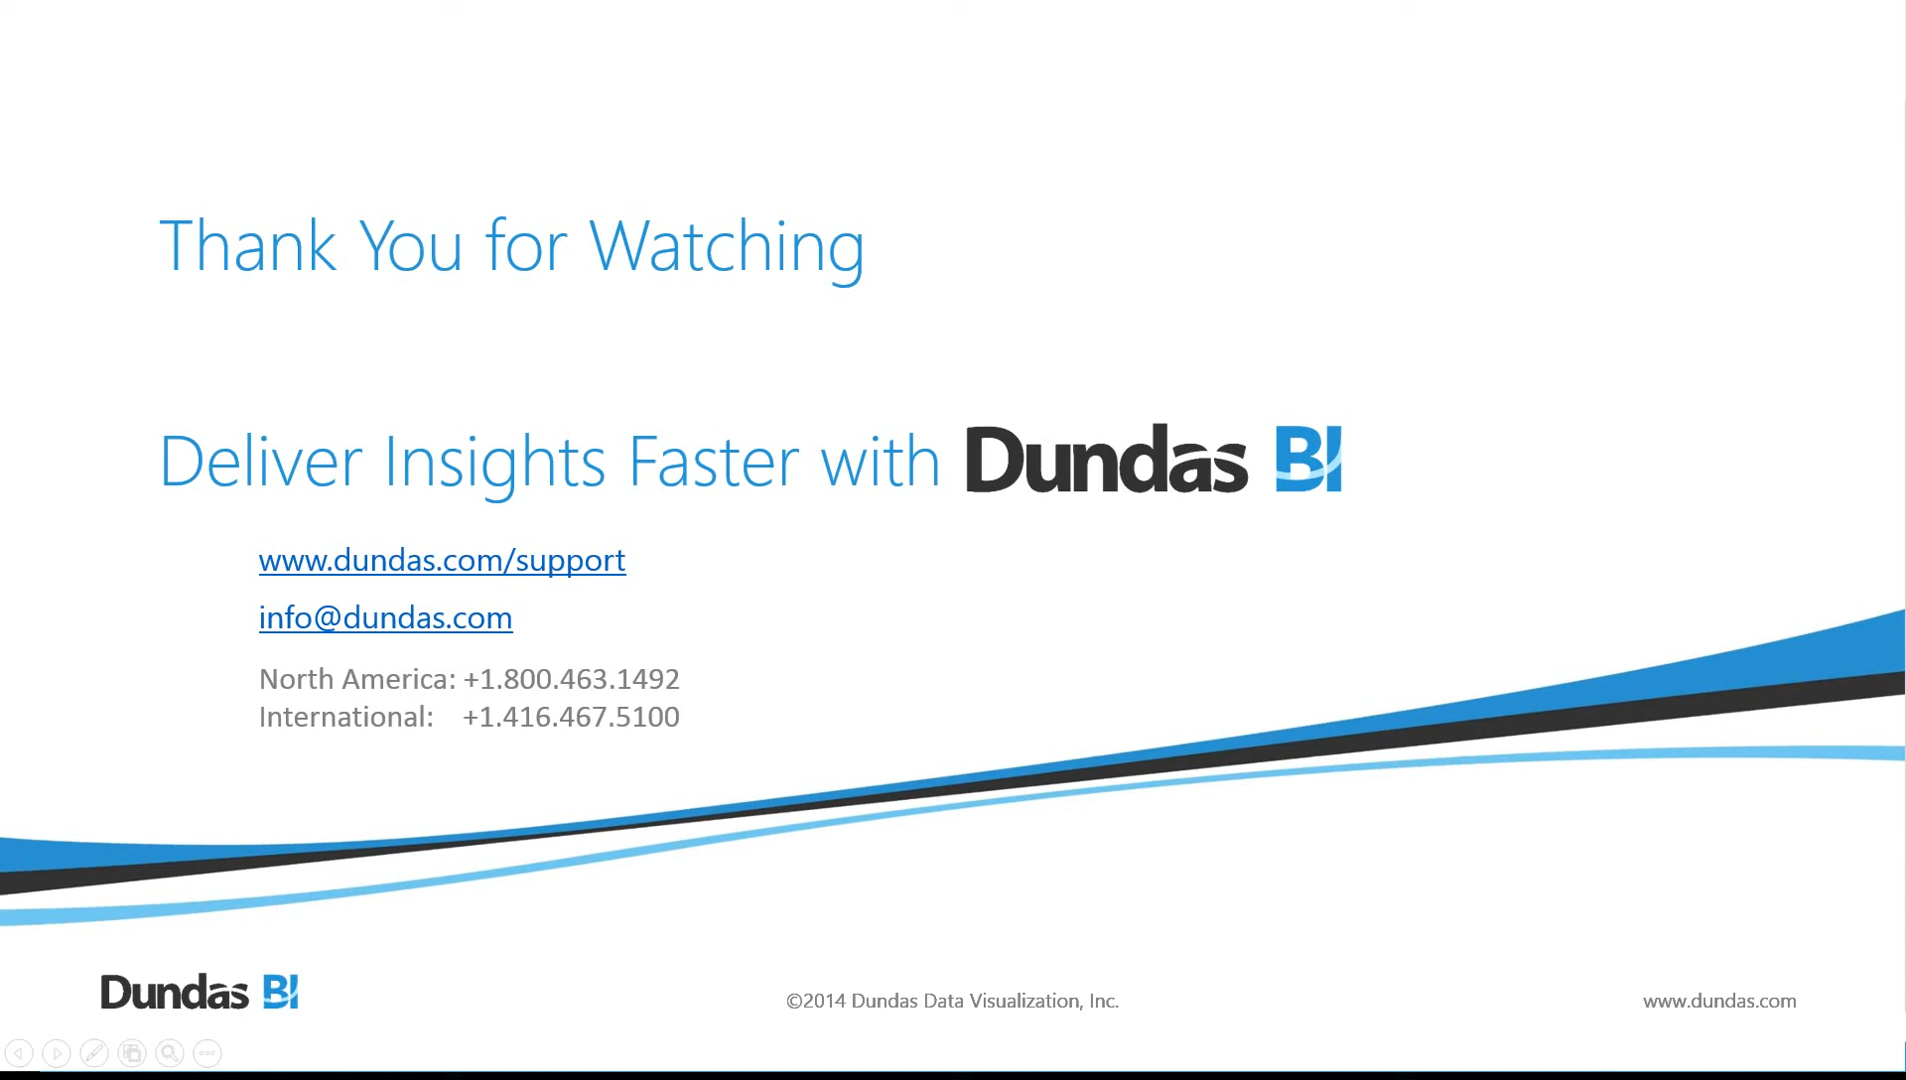 Thank You for Watching
Deliver Insights Faster with Dundas BI
www.dundas.com/support
info@dundas.com
North America: +1.800.463.1492
International: +1.416.467.5100
Dundas BI
©2014 Dundas Data Visualization, Inc.
www.dundas.com